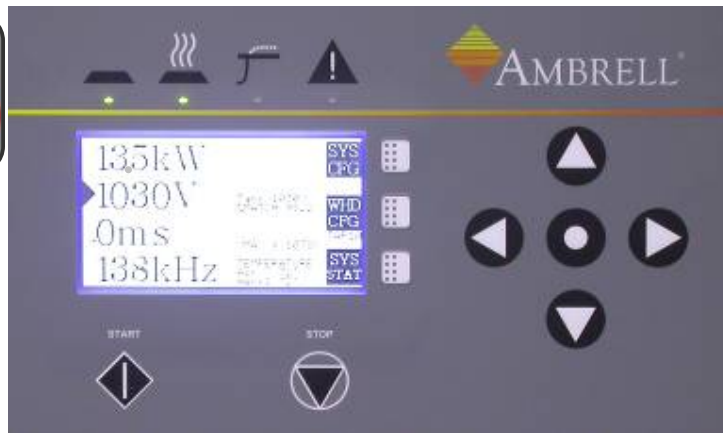 AMBRELL
13.5kW
SYS
CFG
1030V
WHD
CFG
.0ms
138kHz
SYS
STAT
START
STOP